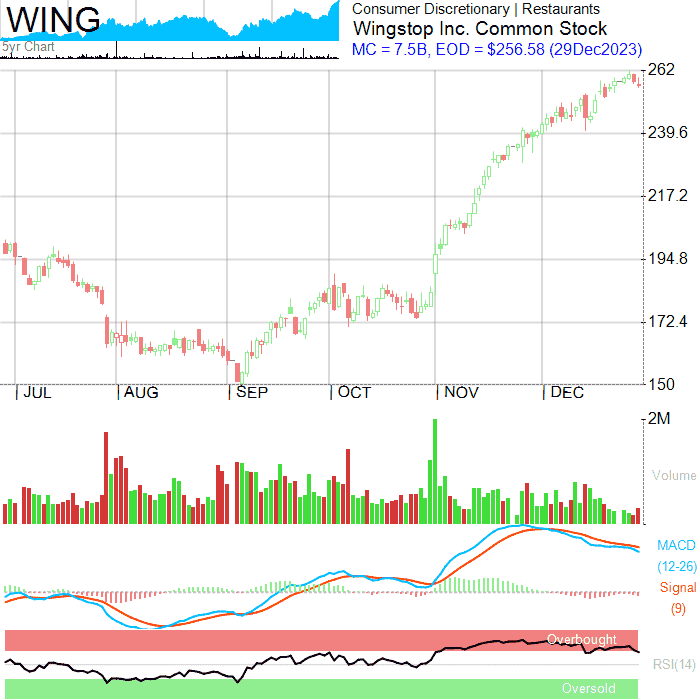 WING
5yr Chart
Consumer Discretionary | Restaurants
Wingstop Inc. Common Stock
MC = 7.5B, EOD = $256.58 (29Dec2023)
262
239.6
217.2
194.8
172.4
150
JUL AUG SEP OCT NOV DEC
2M
Volume
MACD
(12-26)
Signal
(9)
Overbought
RSI(14)
Oversold